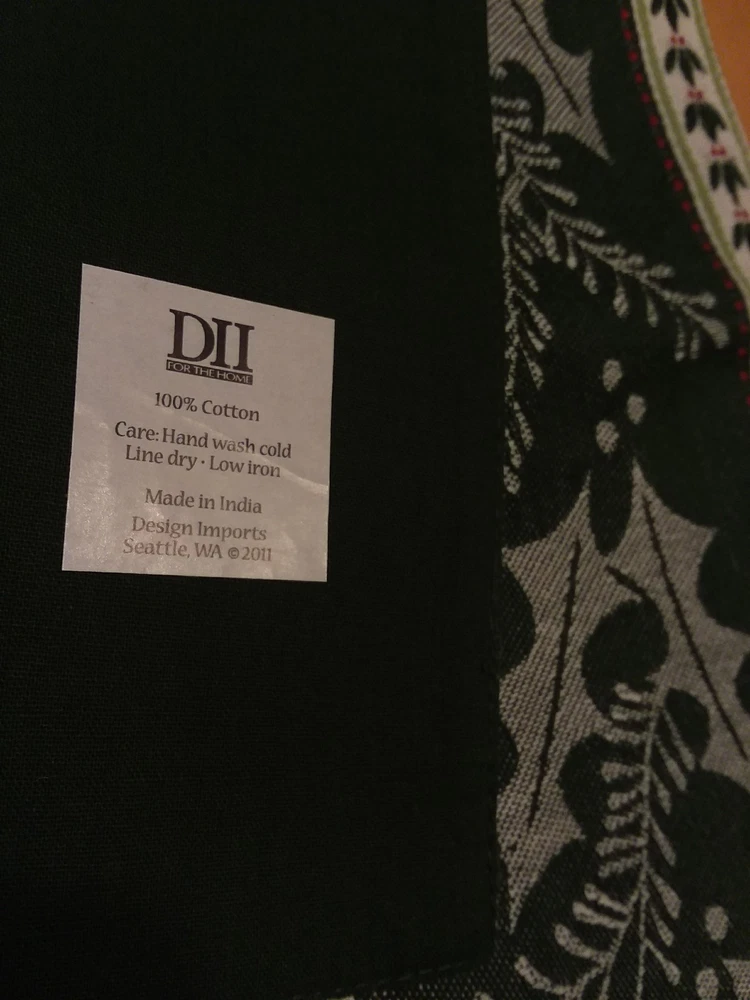 DII
FOR THE HOME
100% Cotton
Care: Hand wash cold
Line dry · Low iron
Made in India
Design Imports
Seattle, WA ©2011